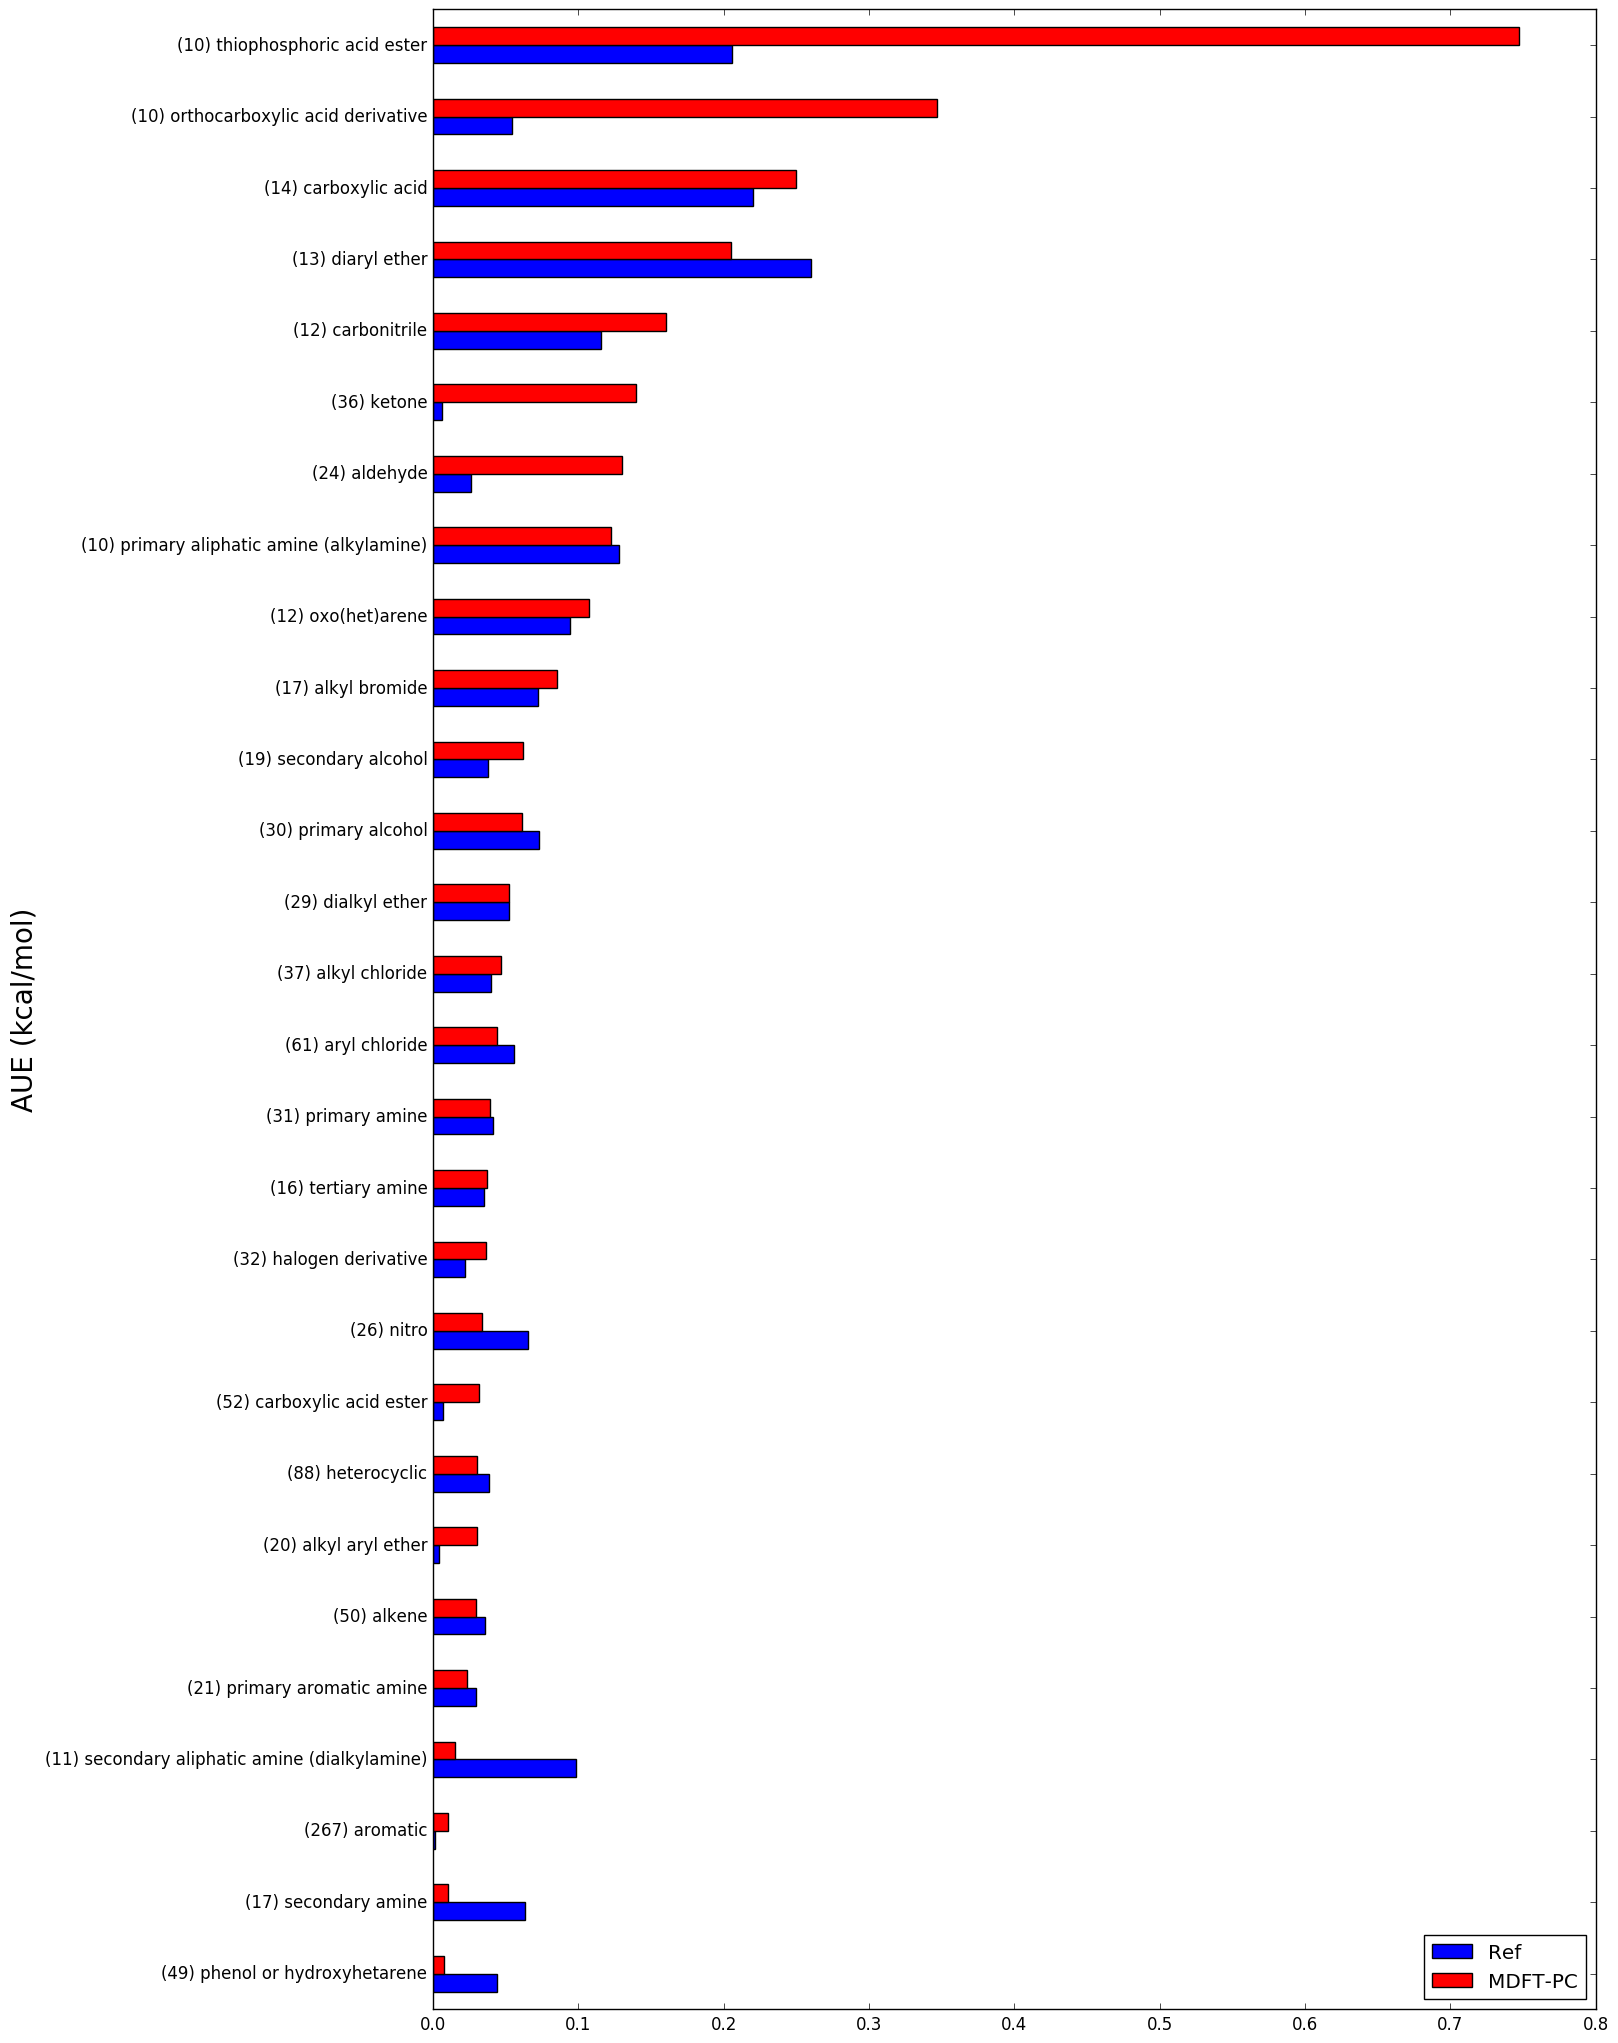 (10) thiophosphoric acid ester
(10) orthocarboxylic acid derivative
(14) carboxylic acid
(13) diaryl ether
(12) carbonitrile
(36) ketone
(24) aldehyde
(10) primary aliphatic amine (alkylamine)
(12) oxo(het)arene
(17) alkyl bromide
(19) secondary alcohol
(30) primary alcohol
(29) dialkyl ether
(37) alkyl chloride
(61) aryl chloride
(31) primary amine
(16) tertiary amine
(32) halogen derivative
(26) nitro
(52) carboxylic acid ester
(88) heterocyclic
(20) alkyl aryl ether
(50) alkene
(21) primary aromatic amine
(11) secondary aliphatic amine (dialkylamine)
(267) aromatic
(17) secondary amine
(49) phenol or hydroxyhetarene
AUE (kcal/mol)
Ref
MDFT-PC
0.0 0.1 0.2 0.3 0.4 0.5 0.6 0.7 0.8